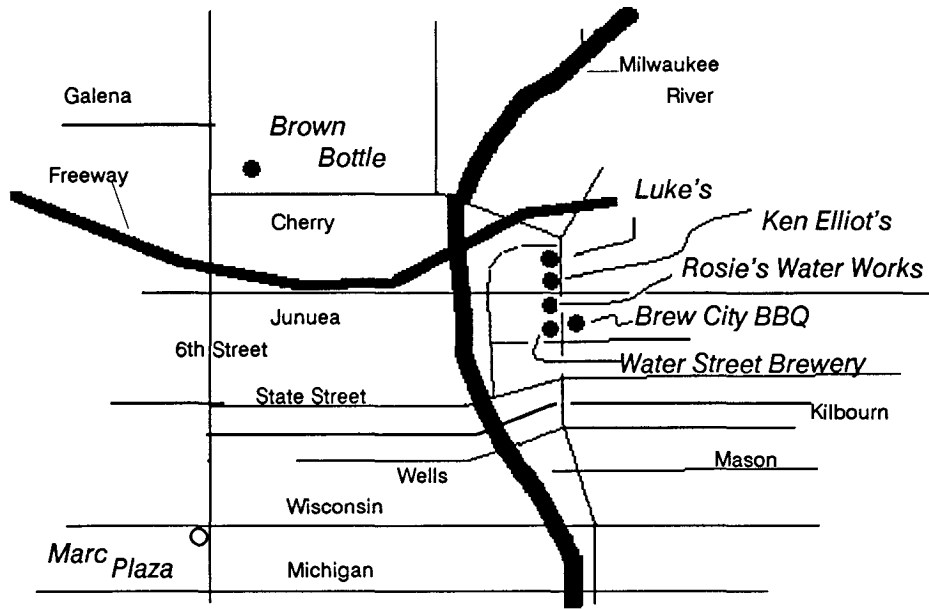 Milwaukee
River
Galena
Brown
Bottle
Freeway
Luke's
Cherry
Ken Elliot's
Rosie's Water Works
Junuea
Brew City BBQ
6th Street
Water Street Brewery
State Street
Kilbourn
Wells
Mason
Wisconsin
Marc
Plaza
Michigan